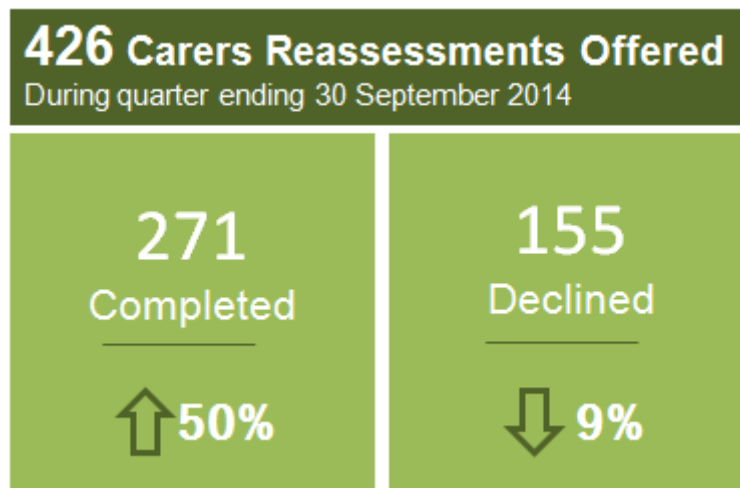 426 Carers Reassessments Offered
During quarter ending 30 September 2014
271
Completed
50%
155
Declined
9%